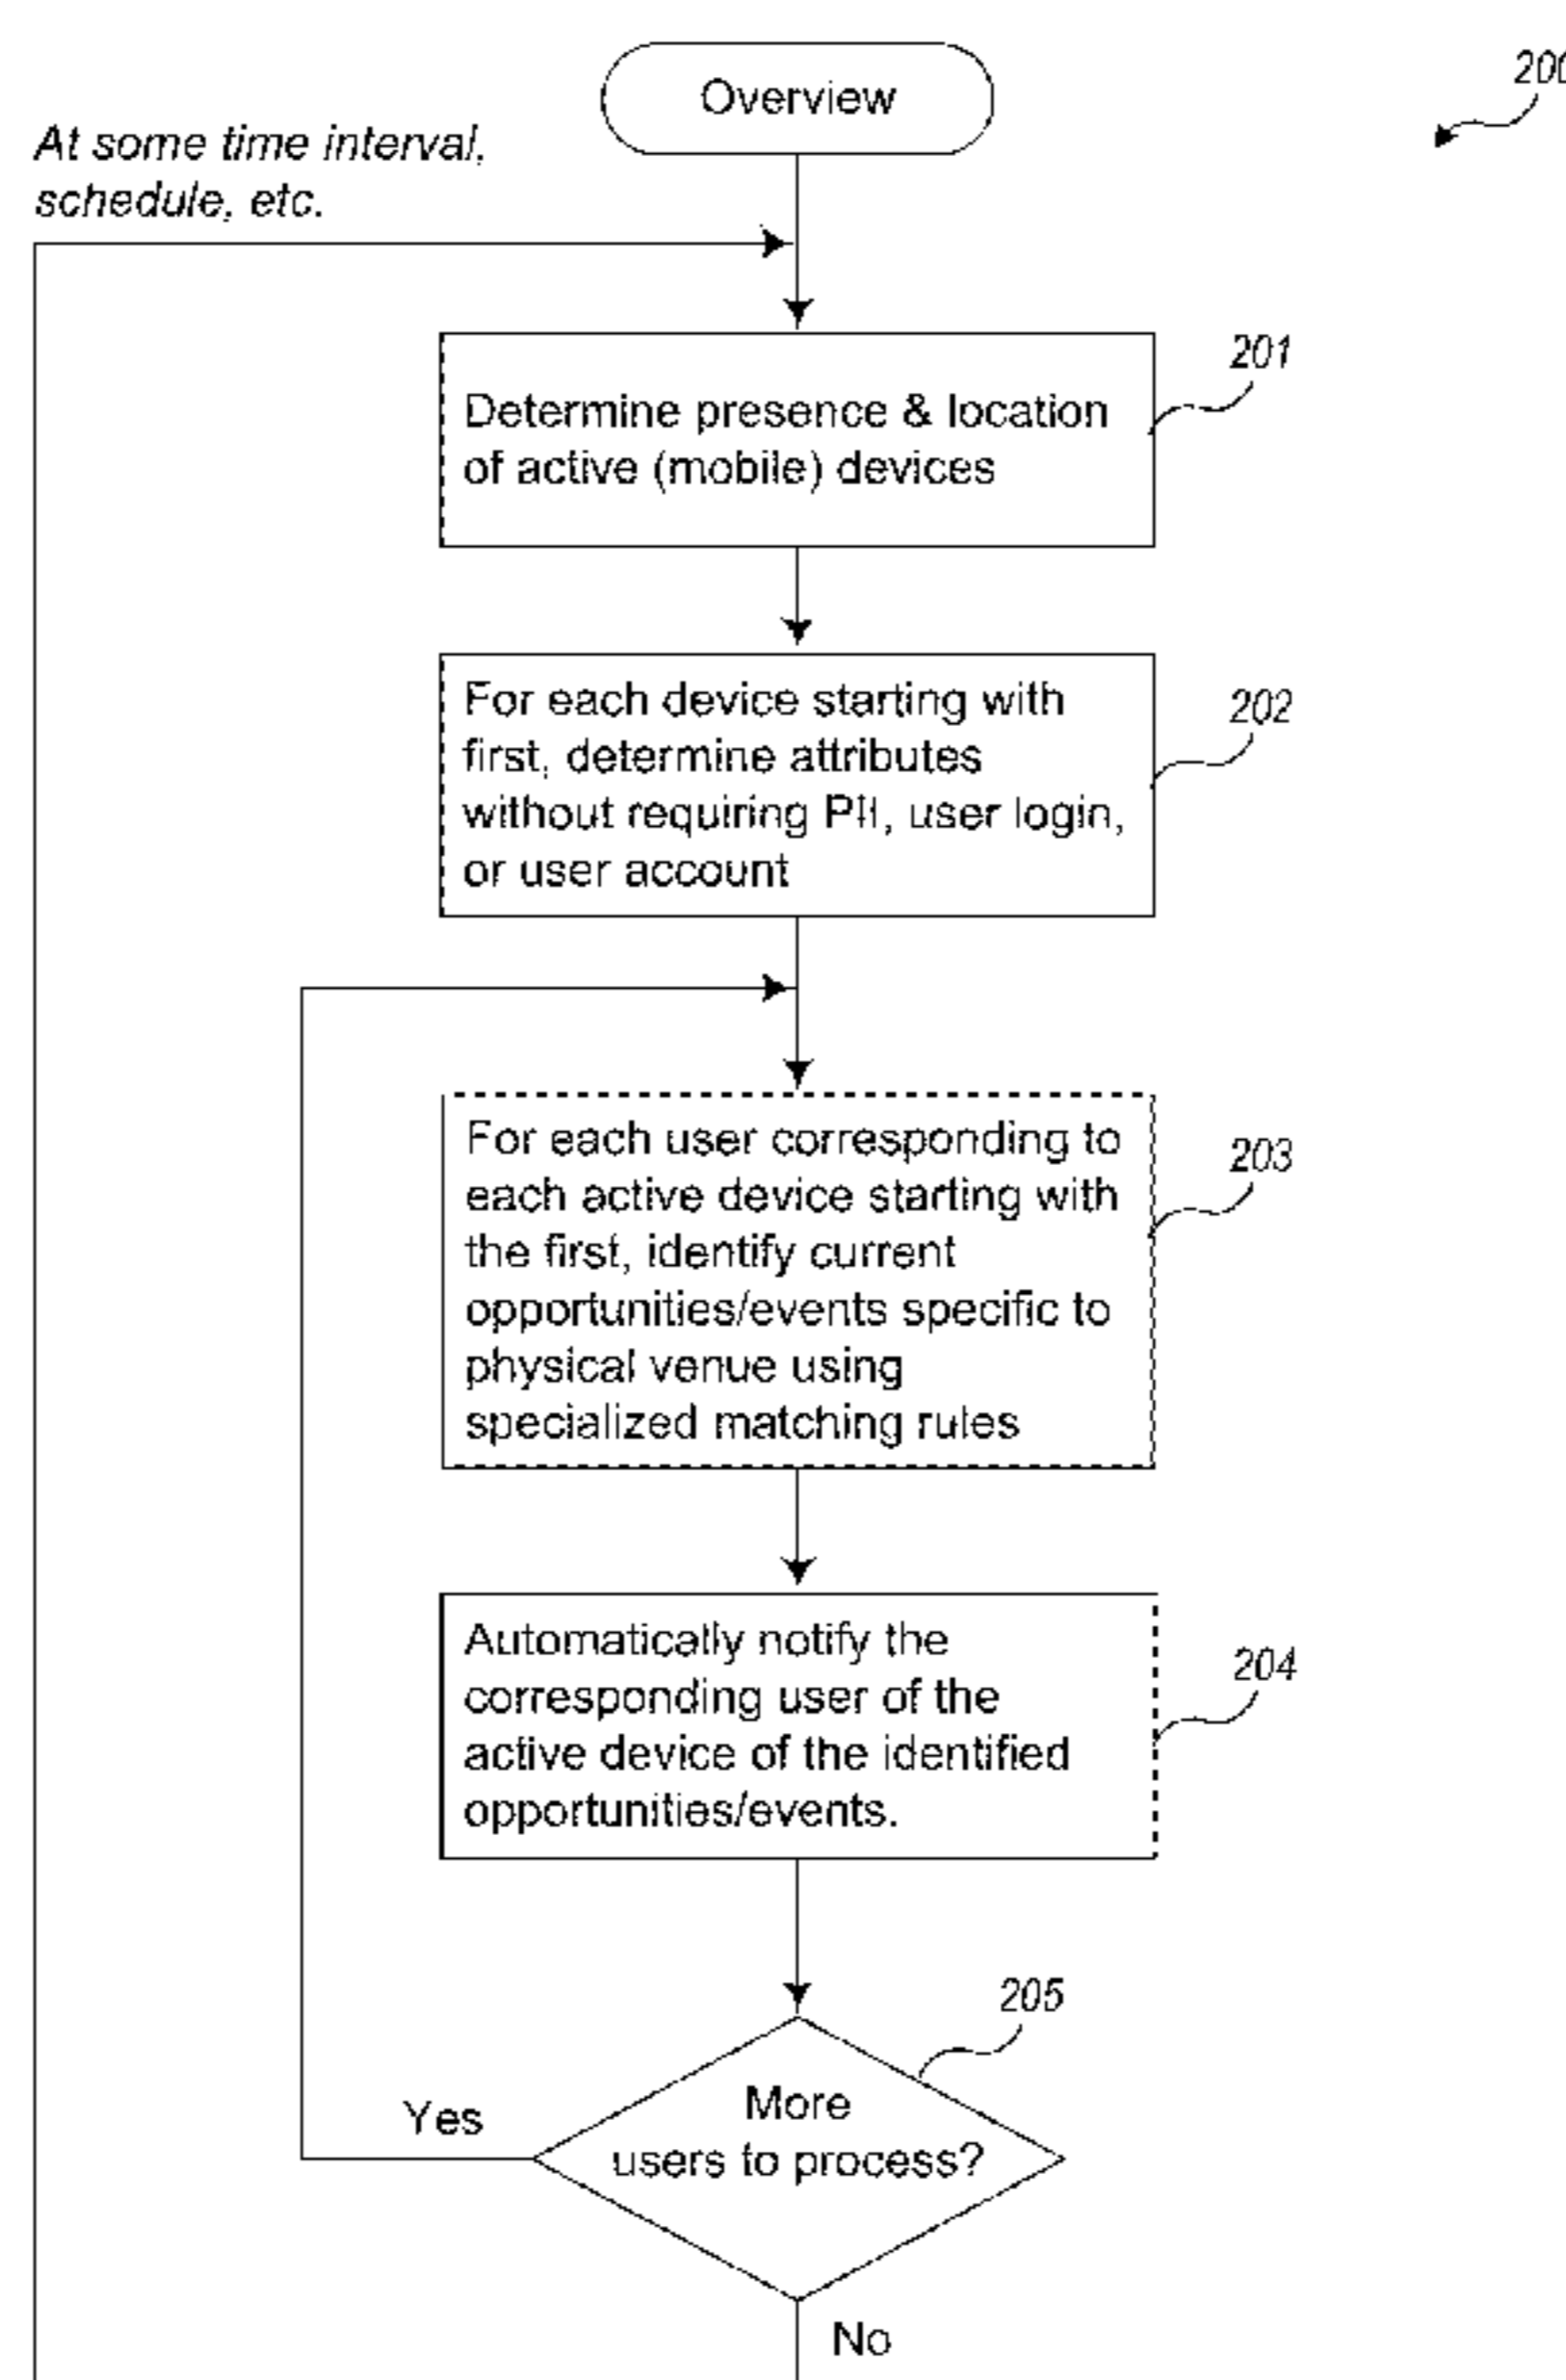 Overview
200
At some time interval,
schedule, etc.
201
Determine presence & location
of active (mobile) devices
202
For each device starting with
first, determine attributes
without requiring PII, user login,
or user account
203
For each user corresponding to
each active device starting with
the first, identify current
opportunities/events specific to
physical venue using
specialized matching rules
204
Automatically notify the
corresponding user of the
active device of the identified
opportunities/events.
205
More
users to process?
Yes
No